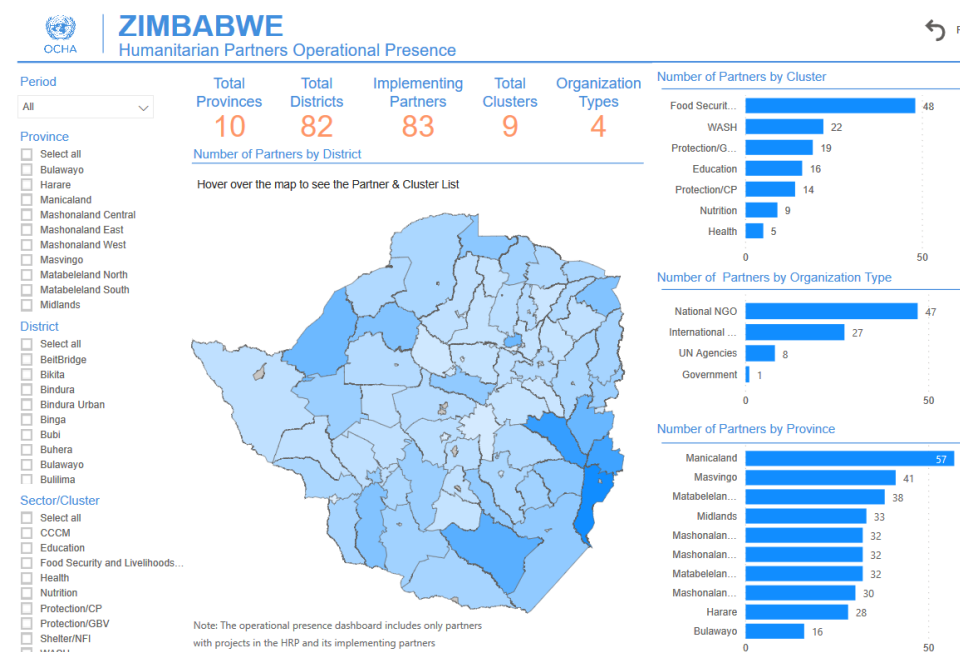 OCHA
ZIMBABWE
Humanitarian Partners Operational Presence
Period
All
Province
Select all
Bulawayo
Harare
Manicaland
Mashonaland Central
Mashonaland East
Mashonaland West
Masvingo
Matabeleland North
Matabeleland South
Midlands
District
Select all
BeitBridge
Bikita
Bindura
Bindura Urban
Binga
Bubi
Buhera
Bulawayo
Bulilima
Sector/Cluster
Select all
CCCM
Education
Food Security and Livelihoods...
Health
Nutrition
Protection/CP
Protection/GBV
Shelter/NFI
Total Provinces
10
Total Districts
82
Implementing Partners
83
Total Clusters
9
Organization Types
4
Number of Partners by District
Hover over the map to see the Partner & Cluster List
Note: The operational presence dashboard includes only partners
with projects in the HRP and its implementing partners
Number of Partners by Cluster
Food Securit... 48
WASH 22
Protection/G... 19
Education 16
Protection/CP 14
Nutrition 9
Health 5
0 50
Number of  Partners by Organization Type
National NGO 47
International ... 27
UN Agencies 8
Government 1
0 50
Number of Partners by Province
Manicaland 57
Masvingo 41
Matabelelan... 38
Midlands 33
Mashonalan... 32
Mashonalan... 32
Matabelelan... 32
Mashonalan... 30
Harare 28
Bulawayo 16
0 50